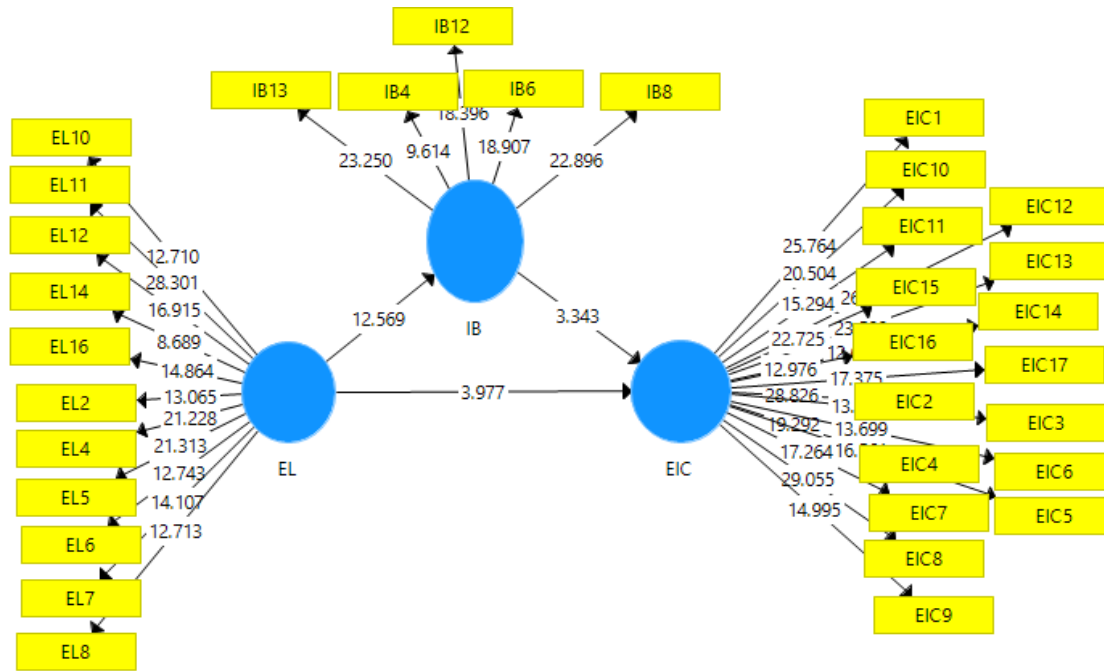 IB12
IB13
IB4
IB6
IB8
18.396
9.614
18.907
23.250
22.896
EL10
EL11
EL12
EL14
EL16
EL2
EL4
EL5
EL6
EL7
EL8
12.710
28.301
16.915
8.689
14.864
13.065
21.228
21.313
12.743
14.107
12.713
EL
12.569
IB
3.343
3.977
EIC
EIC1
EIC10
EIC11
EIC12
EIC13
EIC15
EIC14
EIC16
EIC17
EIC2
EIC3
EIC4
EIC6
EIC7
EIC5
EIC8
EIC9
25.764
20.504
15.294
22.725
12.976
17.375
28.826
19.292
13.699
17.264
29.055
14.995